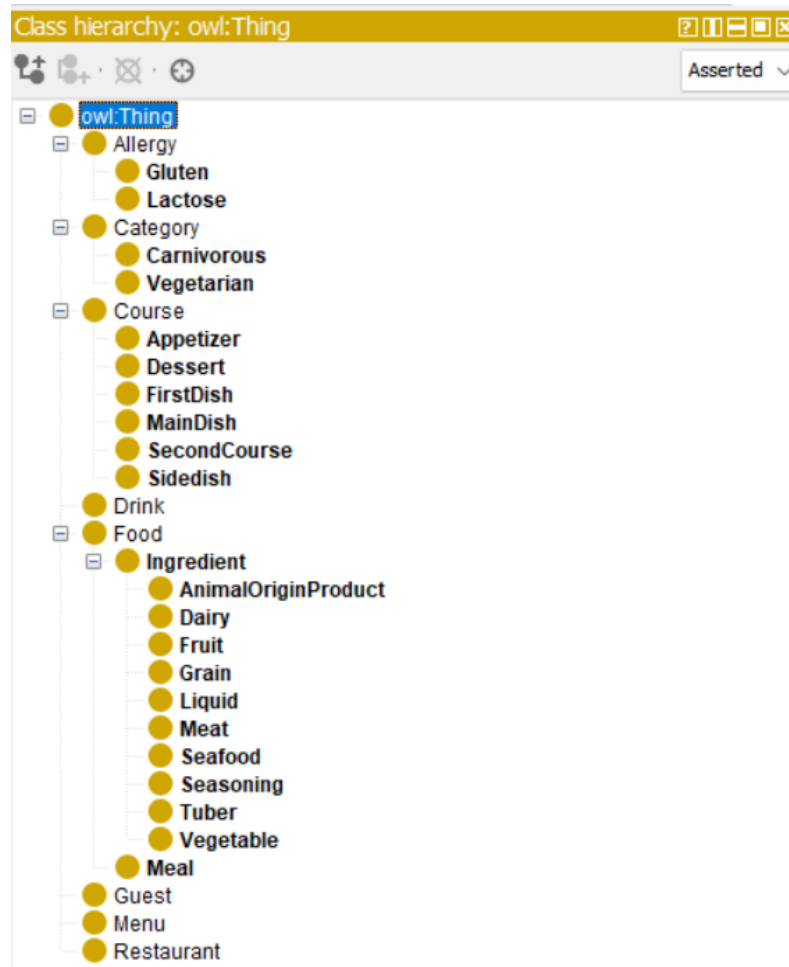 Class hierarchy: owl:Thing
Asserted
owl:Thing
Allergy
Gluten
Lactose
Category
Carnivorous
Vegetarian
Course
Appetizer
Dessert
FirstDish
MainDish
SecondCourse
Sidedish
Drink
Food
Ingredient
AnimalOriginProduct
Dairy
Fruit
Grain
Liquid
Meat
Seafood
Seasoning
Tuber
Vegetable
Meal
Guest
Menu
Restaurant